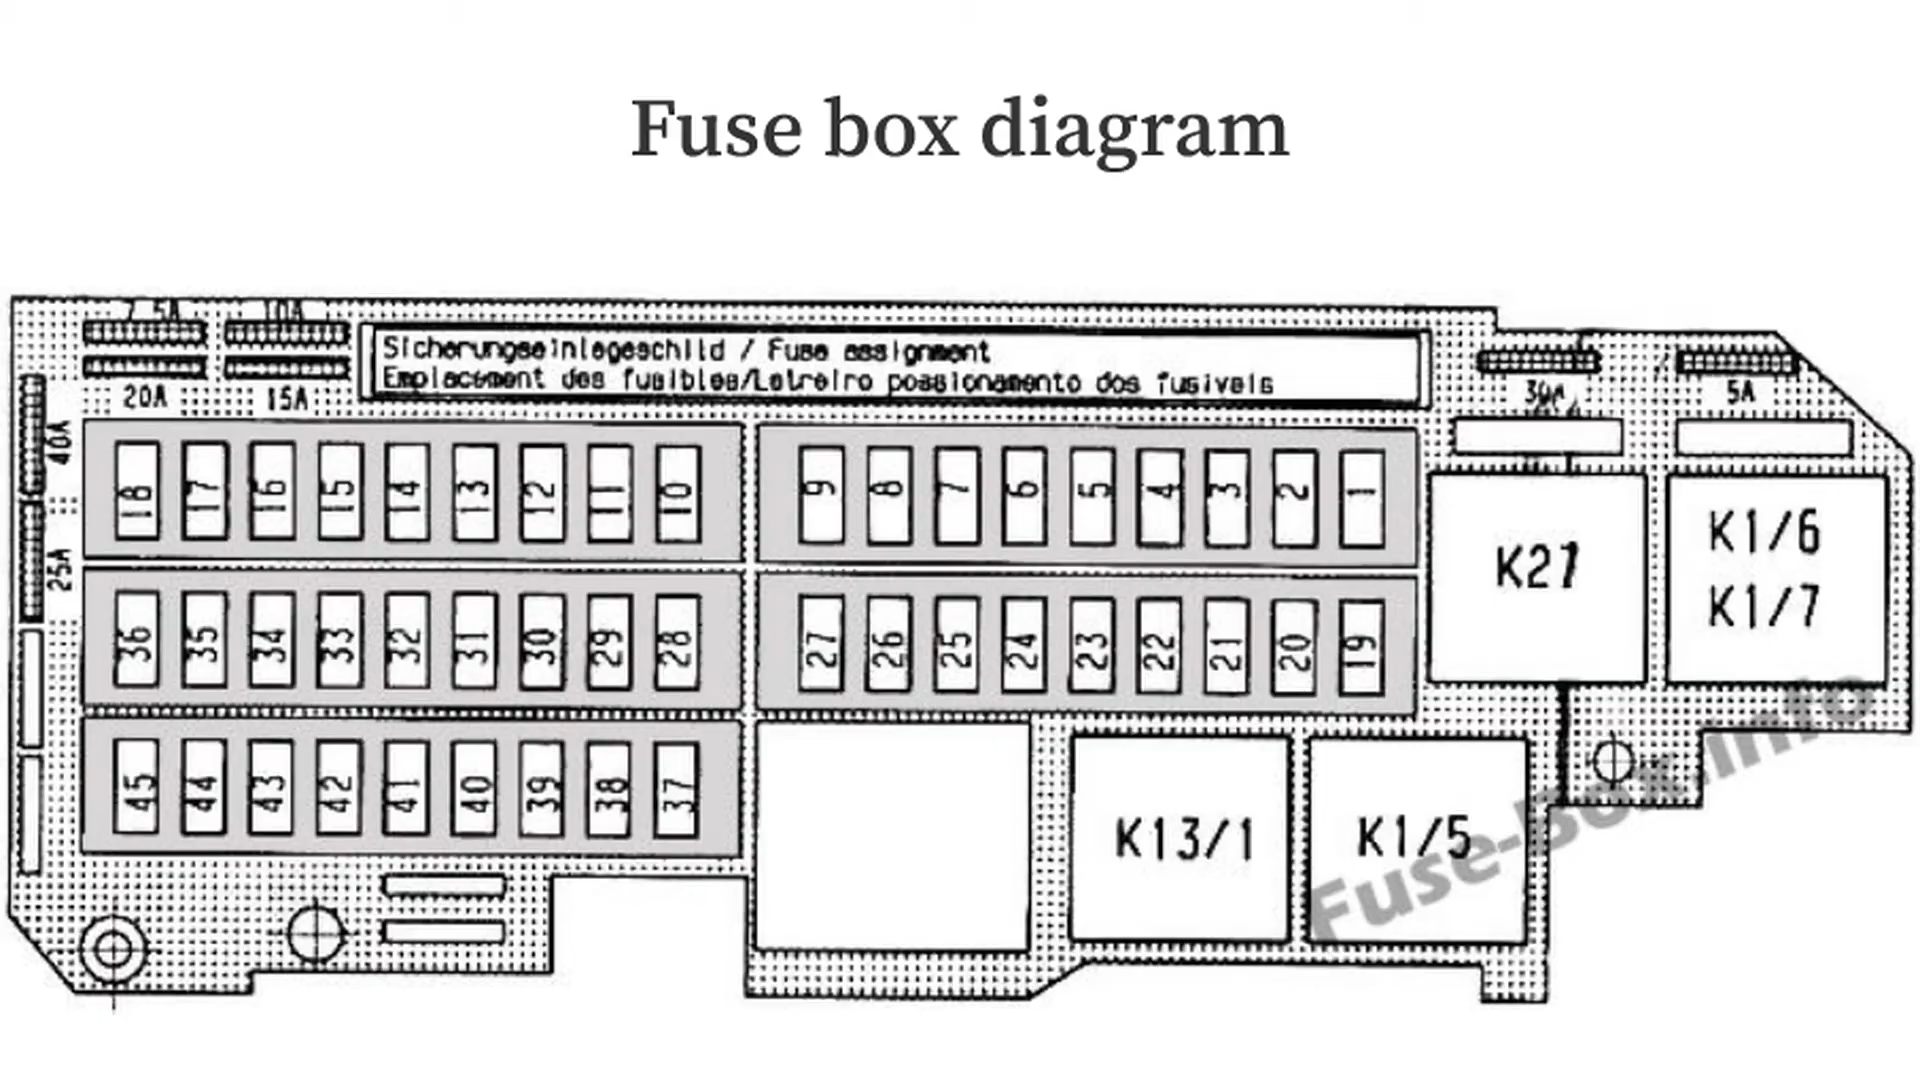 Fuse box diagram
7.5A 10A
Sicherungseinlegeschild / Fuse assignment
Emplacement des fusibles/Letreiro possionamento dos fusiveis
20A 15A 30A 5A
40A
18 17 16 15 14 13 12 11 10 9 8 7 6 5 4 3 2 1
K27
K1/6
K1/7
25A
36 35 34 33 32 31 30 29 28 27 26 25 24 23 22 21 20 19
45 44 43 42 41 40 39 38 37
K13/1 K1/5
Fuse-Box.info